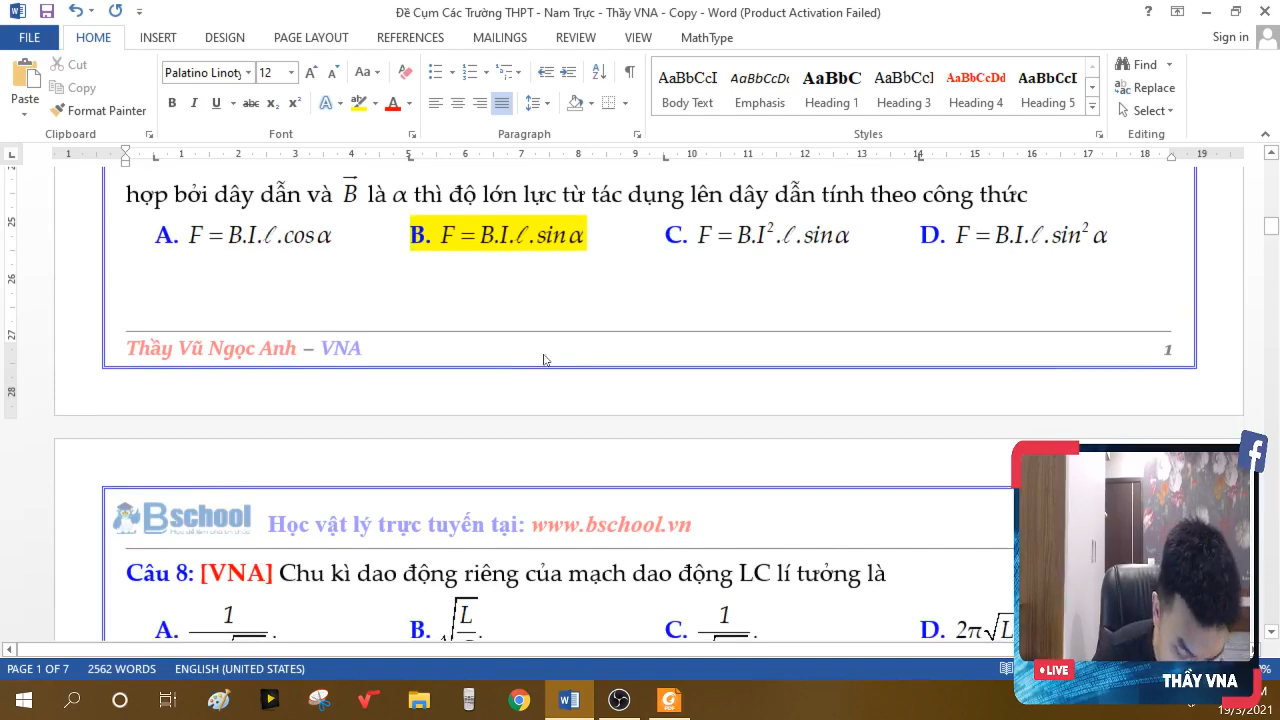 Đề Cụm Các Trường THPT - Nam Trực - Thầy VNA - Copy - Word (Product Activation Failed)
FILE HOME INSERT DESIGN PAGE LAYOUT REFERENCES MAILINGS REVIEW VIEW MathType Sign in
Paste
Cut
Copy
Format Painter
Clipboard
Palatino Linoty 12
Font
Paragraph
AaBbCcI AaBbCcDc AaBbC AaBbCcI AaBbCcDd AaBbCcI
Body Text Emphasis Heading 1 Heading Heading 4 Heading 5
Styles
Find
Replace
Select
Editing
hợp bởi dây dẫn và B⃗ là α thì độ lớn lực từ tác dụng lên dây dẫn tính theo công thức
A. F = B.I.ℓ.cosα B. F = B.I.ℓ.sinα C. F = B.I².ℓ.sinα D. F = B.I.ℓ.sin²α
Thầy Vũ Ngọc Anh – VNA 1
Bschool Học vật lý trực tuyến tại: www.bschool.vn
Câu 8: [VNA] Chu kì dao động riêng của mạch dao động LC lí tưởng là
A. 1 B. √L C. 1 D. 2π√L
LIVE
THẦY VNA
PAGE 1 OF 7 2562 WORDS ENGLISH (UNITED STATES)
19/3/2021